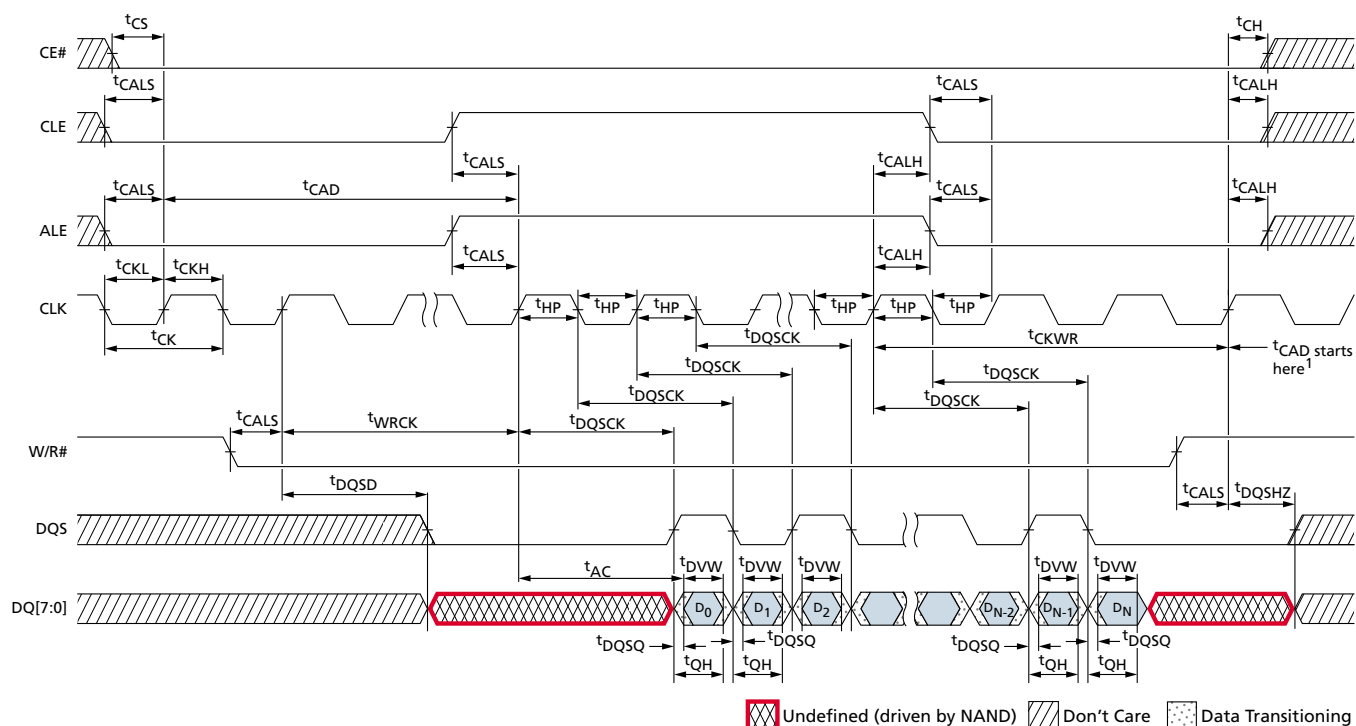 tCS tCH
CE#
tCALS tCALS tCALH
CLE
tCALS tCALH
tCALS tCAD tCALS tCALH
ALE
tCALS tCALH
tCKL tCKH
CLK tHP tHP tHP tHP tHP tHP
tCK tDQSCK tCKWR tCAD starts
here1
tDQSCK tDQSCK
tDQSCK tDQSCK
tCALS tWRCK tDQSCK
W/R#
tDQSD tCALS tDQSHZ
DQS
tAC tDVW tDVW tDVW tDVW tDVW
DQ[7:0] D0 D1 D2 DN-2 DN-1 DN
tDQSQ tDQSQ tDQSQ tDQSQ
tQH tQH tQH tQH
Undefined (driven by NAND) Don't Care Data Transitioning